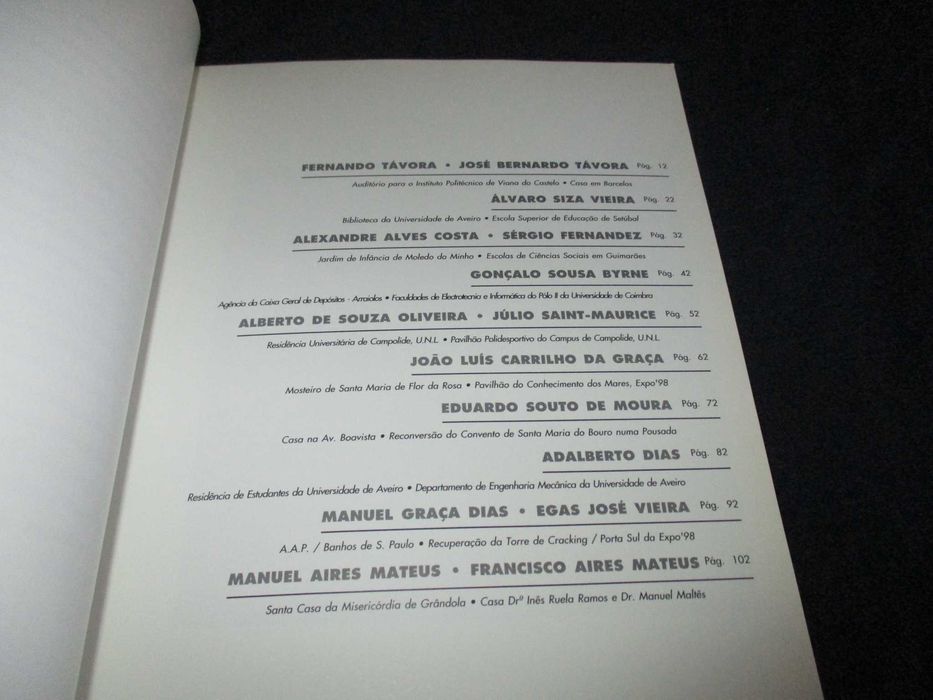 FERNANDO TÁVORA • JOSÉ BERNARDO TÁVORA Pág. 12
Auditório para o Instituto Politécnico de Viana do Castelo • Casa em Barcelos
ÁLVARO SIZA VIEIRA Pág. 22
Biblioteca da Universidade de Aveiro • Escola Superior de Educação de Setúbal
ALEXANDRE ALVES COSTA • SÉRGIO FERNANDEZ Pág. 32
Jardim de Infância de Moledo do Minho • Escolas de Ciências Sociais em Guimarães
GONÇALO SOUSA BYRNE Pág. 42
Agência da Caixa Geral de Depósitos - Arraiolos • Faculdades de Electrotecnia e Informática do Pólo II da Universidade de Coimbra
ALBERTO DE SOUZA OLIVEIRA • JÚLIO SAINT-MAURICE Pág. 52
Residência Universitária de Campolide, U.N.L • Pavilhão Polidesportivo do Campus de Campolide, U.N.L
JOÃO LUÍS CARRILHO DA GRAÇA Pág. 62
Mosteiro de Santa Maria de Flor da Rosa • Pavilhão do Conhecimento dos Mares, Expo'98
EDUARDO SOUTO DE MOURA Pág. 72
Casa na Av. Boavista • Reconversão do Convento de Santa Maria do Bouro numa Pousada
ADALBERTO DIAS Pág. 82
Residência de Estudantes da Universidade de Aveiro • Departamento de Engenharia Mecânica da Universidade de Aveiro
MANUEL GRAÇA DIAS • EGAS JOSÉ VIEIRA Pág. 92
A.A.P. / Banhos de S. Paulo • Recuperação da Torre de Cracking / Porta Sul da Expo'98
MANUEL AIRES MATEUS • FRANCISCO AIRES MATEUS Pág. 102
Santa Casa da Misericórdia de Grândola • Casa Drª Inês Ruela Ramos e Dr. Manuel Maltês